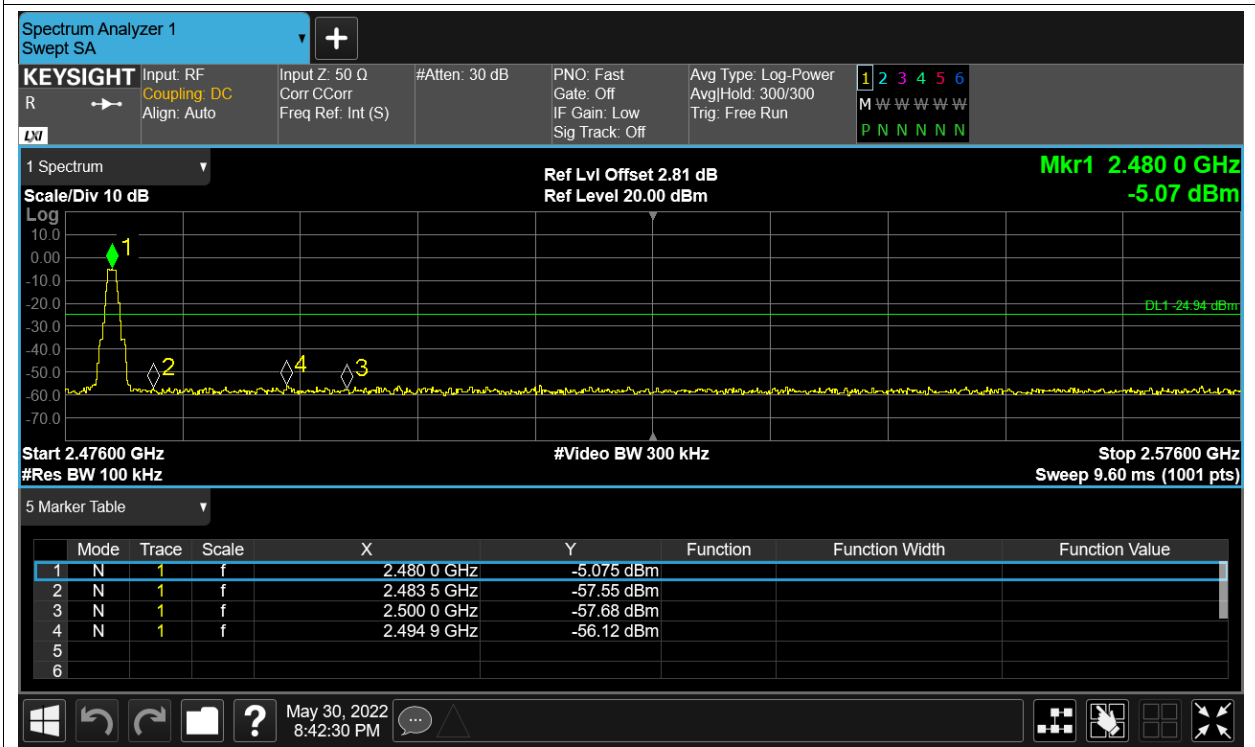 Spectrum Analyzer 1
Swept SA
KEYSIGHT
R
LXI
Input: RF
Coupling: DC
Align: Auto
Input Z: 50 Ω
Corr CCorr
Freq Ref: Int (S)
#Atten: 30 dB
PNO: Fast
Gate: Off
IF Gain: Low
Sig Track: Off
Avg Type: Log-Power
Avg|Hold: 300/300
Trig: Free Run
1 2 3 4 5 6
M W W W W W
P N N N N N
1 Spectrum
Scale/Div 10 dB
Ref Lvl Offset 2.81 dB
Ref Level 20.00 dBm
Mkr1 2.480 0 GHz
-5.07 dBm
Log
10.0
0.00
-10.0
-20.0
-30.0
-40.0
-50.0
-60.0
-70.0
1
2
4
3
DL1 -24.94 dBm
Start 2.47600 GHz
#Res BW 100 kHz
#Video BW 300 kHz
Stop 2.57600 GHz
Sweep 9.60 ms (1001 pts)
5 Marker Table
Mode Trace Scale X Y Function Function Width Function Value
1 N 1 f 2.480 0 GHz -5.075 dBm
2 N 1 f 2.483 5 GHz -57.55 dBm
3 N 1 f 2.500 0 GHz -57.68 dBm
4 N 1 f 2.494 9 GHz -56.12 dBm
5
6
?
May 30, 2022
8:42:30 PM